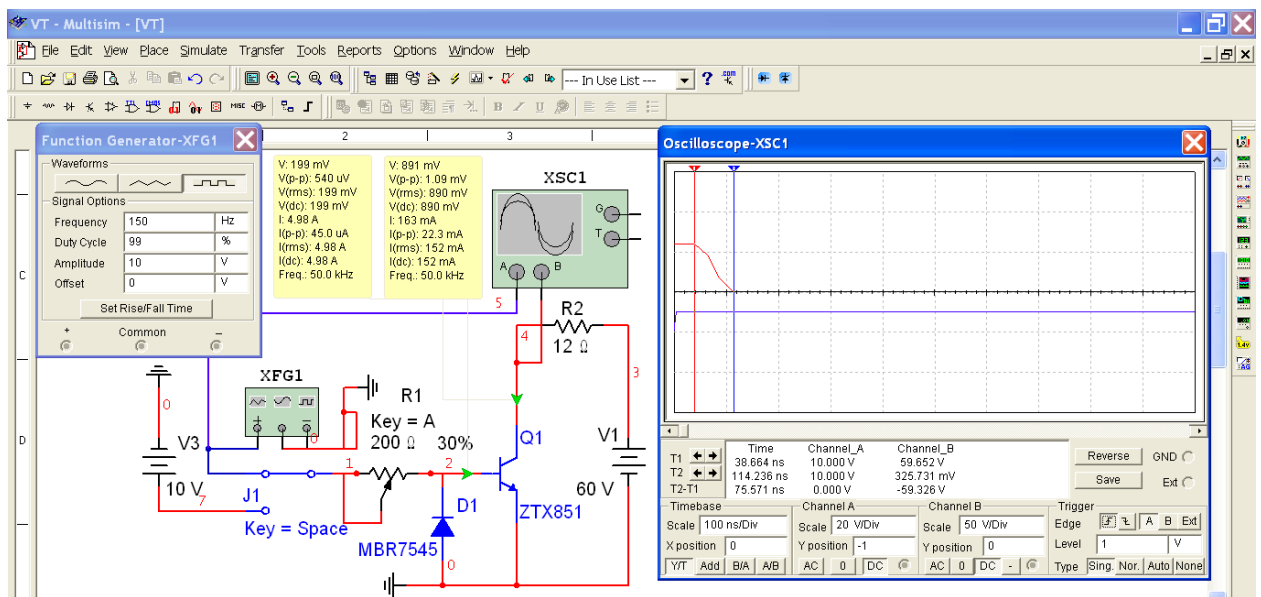 VT - Multisim - [VT]
File Edit View Place Simulate Transfer Tools Reports Options Window Help
--- In Use List ---
Function Generator-XFG1
Waveforms
Signal Options
Frequency 150 Hz
Duty Cycle 99 %
Amplitude 10 V
Offset 0 V
Set Rise/Fall Time
+ Common −
2 3
C
D
V: 199 mV
V(p-p): 540 uV
V(rms): 199 mV
V(dc): 199 mV
I: 4.98 A
I(p-p): 45.0 uA
I(rms): 4.98 A
I(dc): 4.98 A
Freq.: 50.0 kHz
V: 891 mV
V(p-p): 1.09 mV
V(rms): 890 mV
V(dc): 890 mV
I: 163 mA
I(p-p): 22.3 mA
I(rms): 152 mA
I(dc): 152 mA
Freq.: 50.0 kHz
XSC1
G
T
A B
5
R2
4
12 Ω
3
0
XFG1
0
R1
Key = A
200 Ω 30%
V3
10 V
7
J1
Key = Space
1
2
Q1
ZTX851
D1
MBR7545
0
V1
60 V
Oscilloscope-XSC1
Time Channel_A Channel_B
T1 38.664 ns 10.000 V 59.652 V
T2 114.236 ns 10.000 V 325.731 mV
T2-T1 75.571 ns 0.000 V -59.326 V
Reverse
Save
GND
Ext
Timebase
Scale 100 ns/Div
X position 0
Y/T Add B/A A/B
Channel A
Scale 20 V/Div
Y position -1
AC 0 DC
Channel B
Scale 50 V/Div
Y position 0
AC 0 DC -
Trigger
Edge A B Ext
Level 1 V
Type Sing. Nor. Auto None